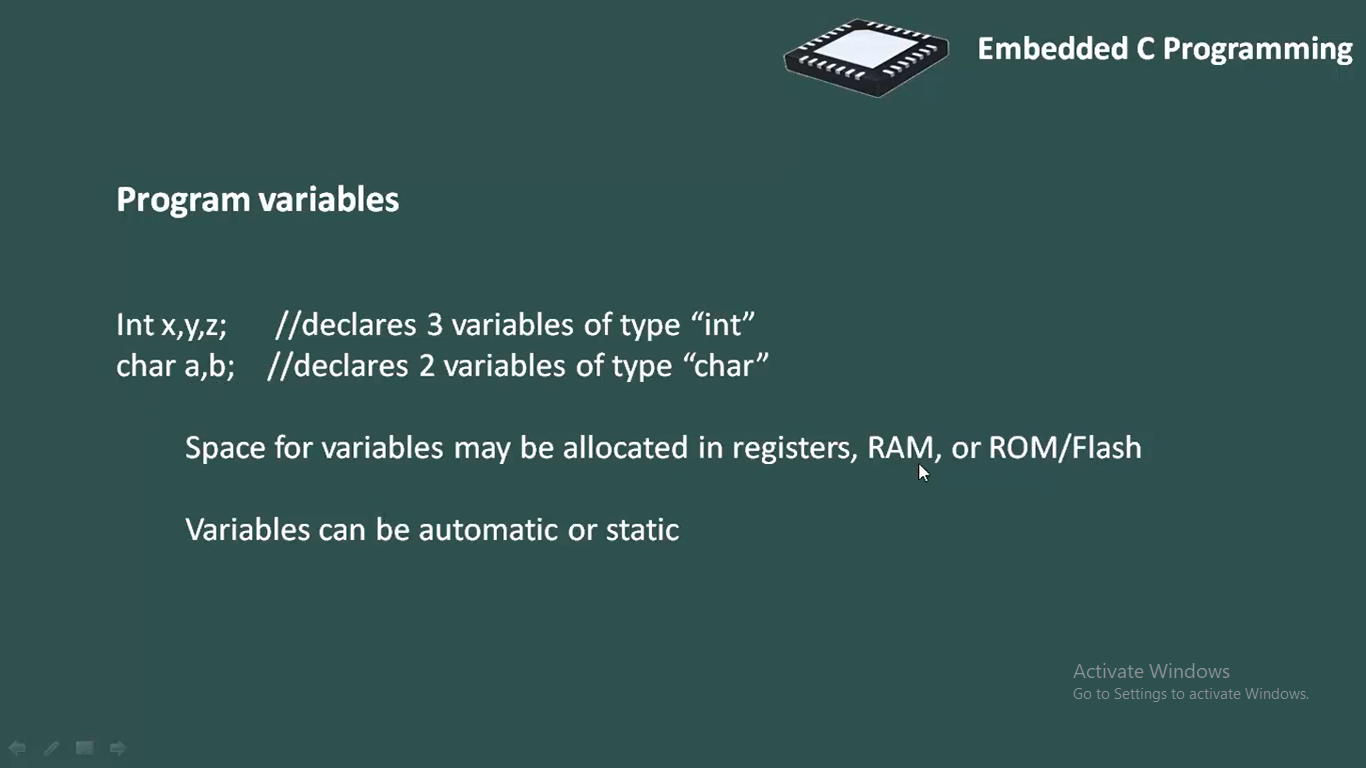 Embedded C Programming
Program variables
Int x,y,z; //declares 3 variables of type “int”
char a,b; //declares 2 variables of type “char”
Space for variables may be allocated in registers, RAM, or ROM/Flash
Variables can be automatic or static
Activate Windows
Go to Settings to activate Windows.